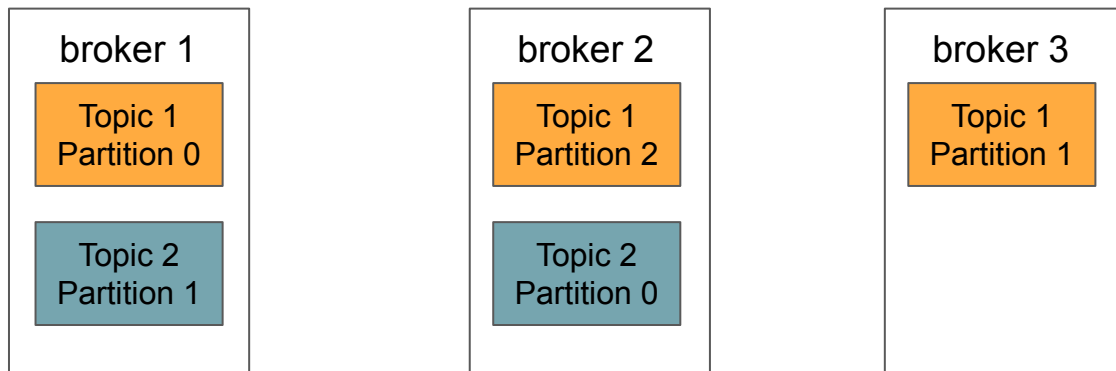 broker 1
Topic 1
Partition 0
Topic 2
Partition 1
broker 2
Topic 1
Partition 2
Topic 2
Partition 0
broker 3
Topic 1
Partition 1